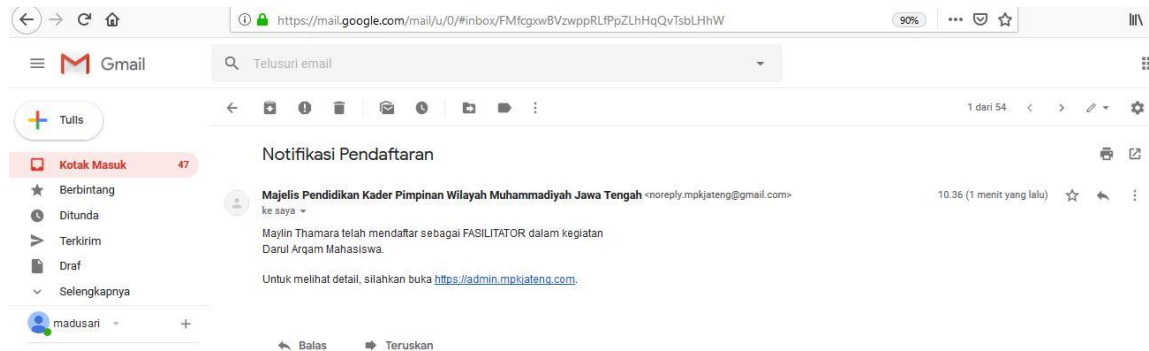 https://mail.google.com/mail/u/0/#inbox/FMfcgxwBVzwppRLfPpZLhHqQvTsbLHhW
90%
Gmail
Telusuri email
Tulis
1 dari 54
Notifikasi Pendaftaran
Kotak Masuk 47
Berbintang
Ditunda
Terkirim
Draf
Selengkapnya
madusari
Majelis Pendidikan Kader Pimpinan Wilayah Muhammadiyah Jawa Tengah <noreply.mpkjateng@gmail.com>
10.36 (1 menit yang lalu)
ke saya
Maylin Thamara telah mendaftar sebagai FASILITATOR dalam kegiatan
Darul Arqam Mahasiswa.
Untuk melihat detail, silahkan buka https://admin.mpkjateng.com.
Balas
Teruskan